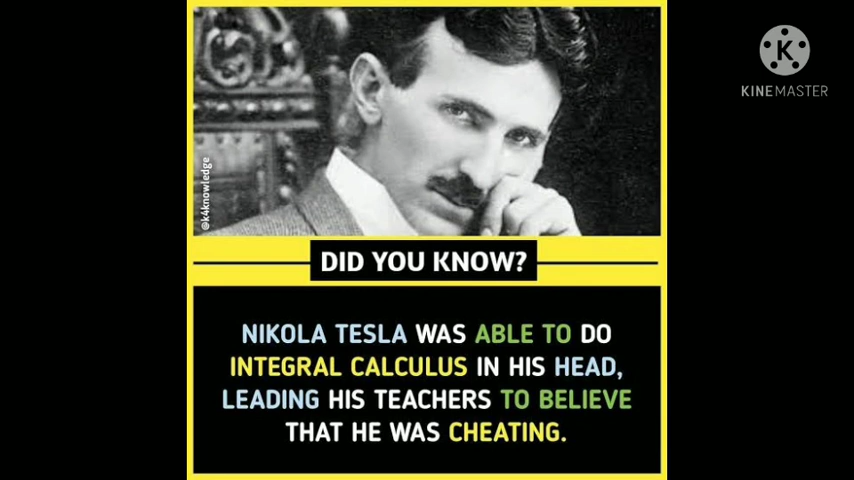 KINEMASTER
@k4knowledge
DID YOU KNOW?
NIKOLA TESLA WAS ABLE TO DO
INTEGRAL CALCULUS IN HIS HEAD,
LEADING HIS TEACHERS TO BELIEVE
THAT HE WAS CHEATING.